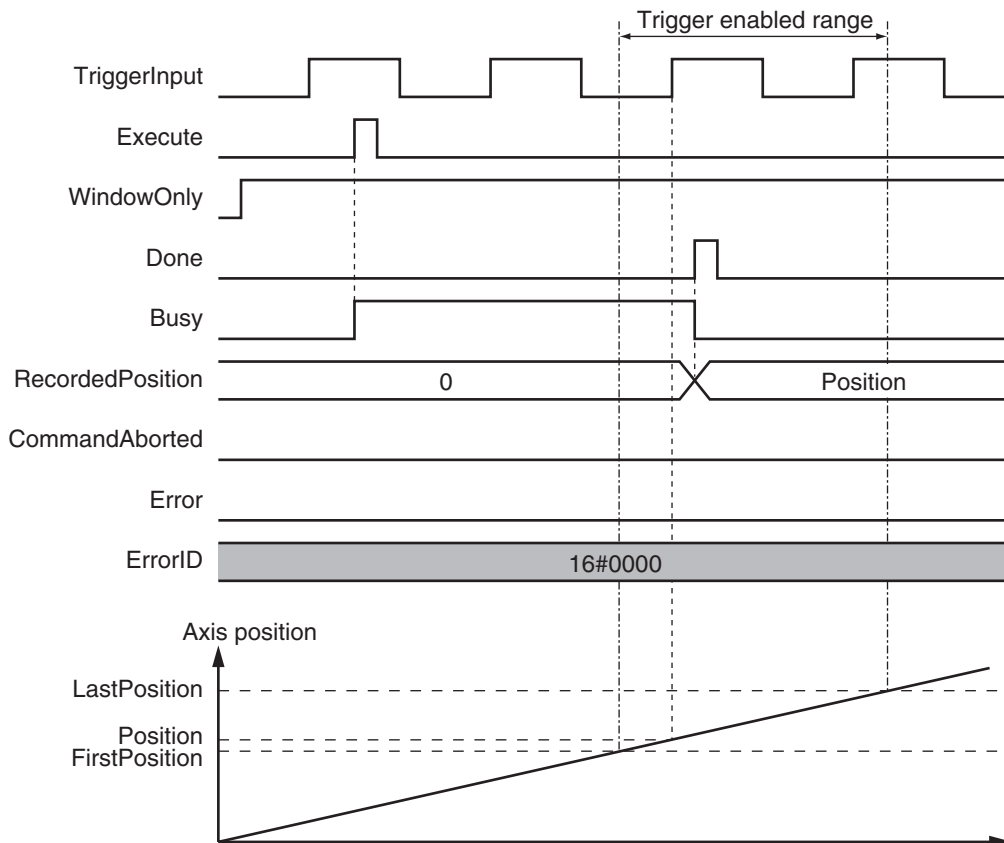 Trigger enabled range
TriggerInput
Execute
WindowOnly
Done
Busy
RecordedPosition
0
Position
CommandAborted
Error
ErrorID
16#0000
Axis position
LastPosition
Position
FirstPosition